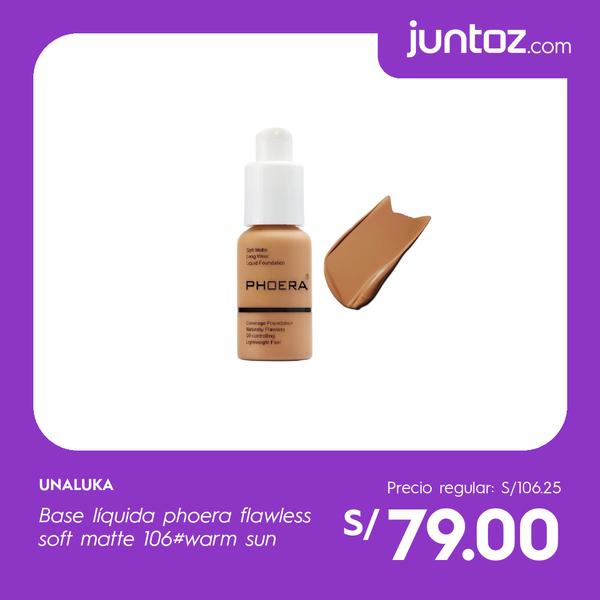 juntoz.com
Soft Matte
Long Wear
Liquid Foundation
PHOERA®
Coverage Foundation
Naturally Flawless
Oil-controlling
Lightweight Feel
UNALUKA
Base líquida phoera flawless
soft matte 106#warm sun
Precio regular: S/106.25
S/79.00